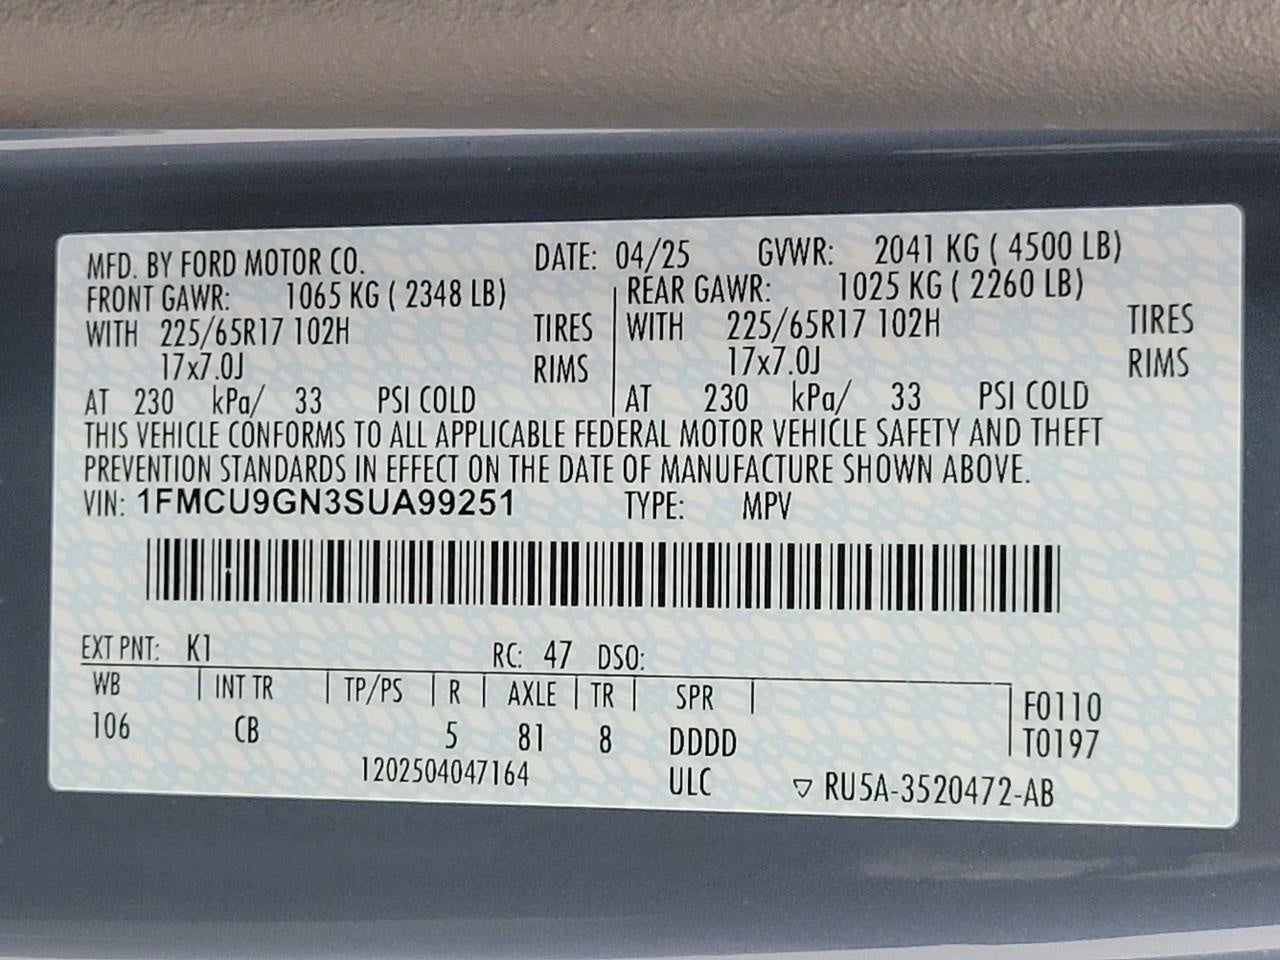 MFD. BY FORD MOTOR CO. DATE: 04/25 GVWR: 2041 KG ( 4500 LB)
FRONT GAWR: 1065 KG ( 2348 LB) REAR GAWR: 1025 KG ( 2260 LB)
WITH 225/65R17 102H TIRES WITH 225/65R17 102H TIRES
17x7.0J RIMS 17x7.0J RIMS
AT 230 kPa/ 33 PSI COLD AT 230 kPa/ 33 PSI COLD
THIS VEHICLE CONFORMS TO ALL APPLICABLE FEDERAL MOTOR VEHICLE SAFETY AND THEFT
PREVENTION STANDARDS IN EFFECT ON THE DATE OF MANUFACTURE SHOWN ABOVE.
VIN: 1FMCU9GN3SUA99251 TYPE: MPV
EXT PNT: K1 RC: 47 DSO:
WB INT TR TP/PS R AXLE TR SPR F0110
106 CB 5 81 8 DDDD T0197
1202504047164 ULC ▽ RU5A-3520472-AB